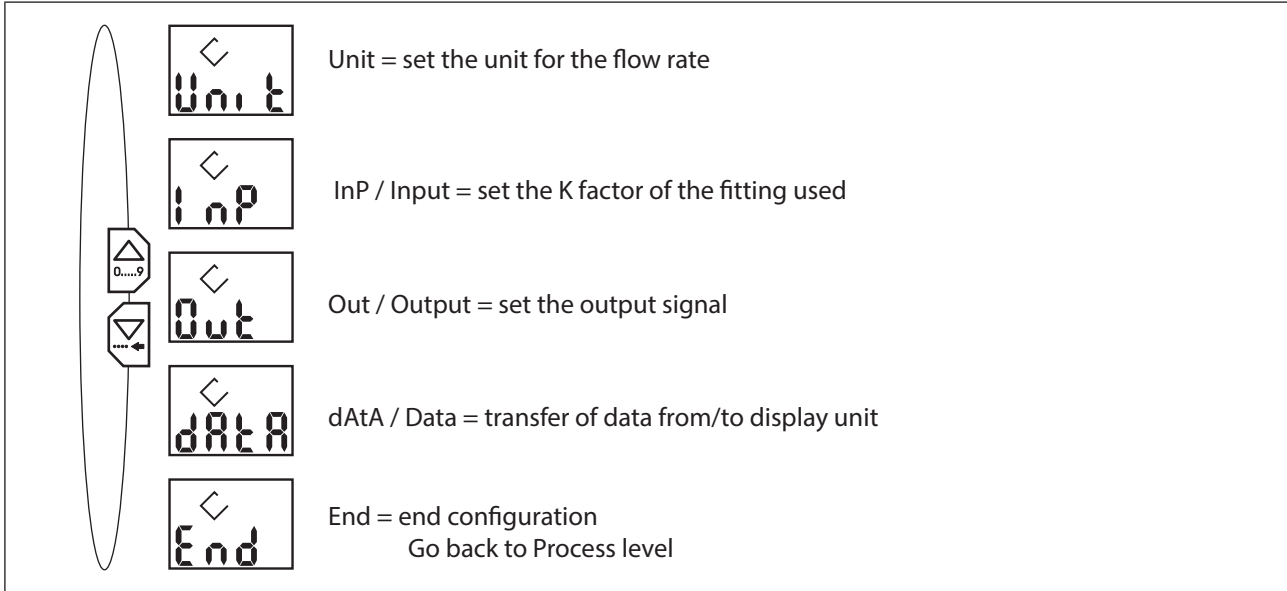 Unit
Unit = set the unit for the flow rate
InP
InP / Input = set the K factor of the fitting used
0.....9
Out
Out / Output = set the output signal
....
dAtA
dAtA / Data = transfer of data from/to display unit
End
End = end configuration
Go back to Process level